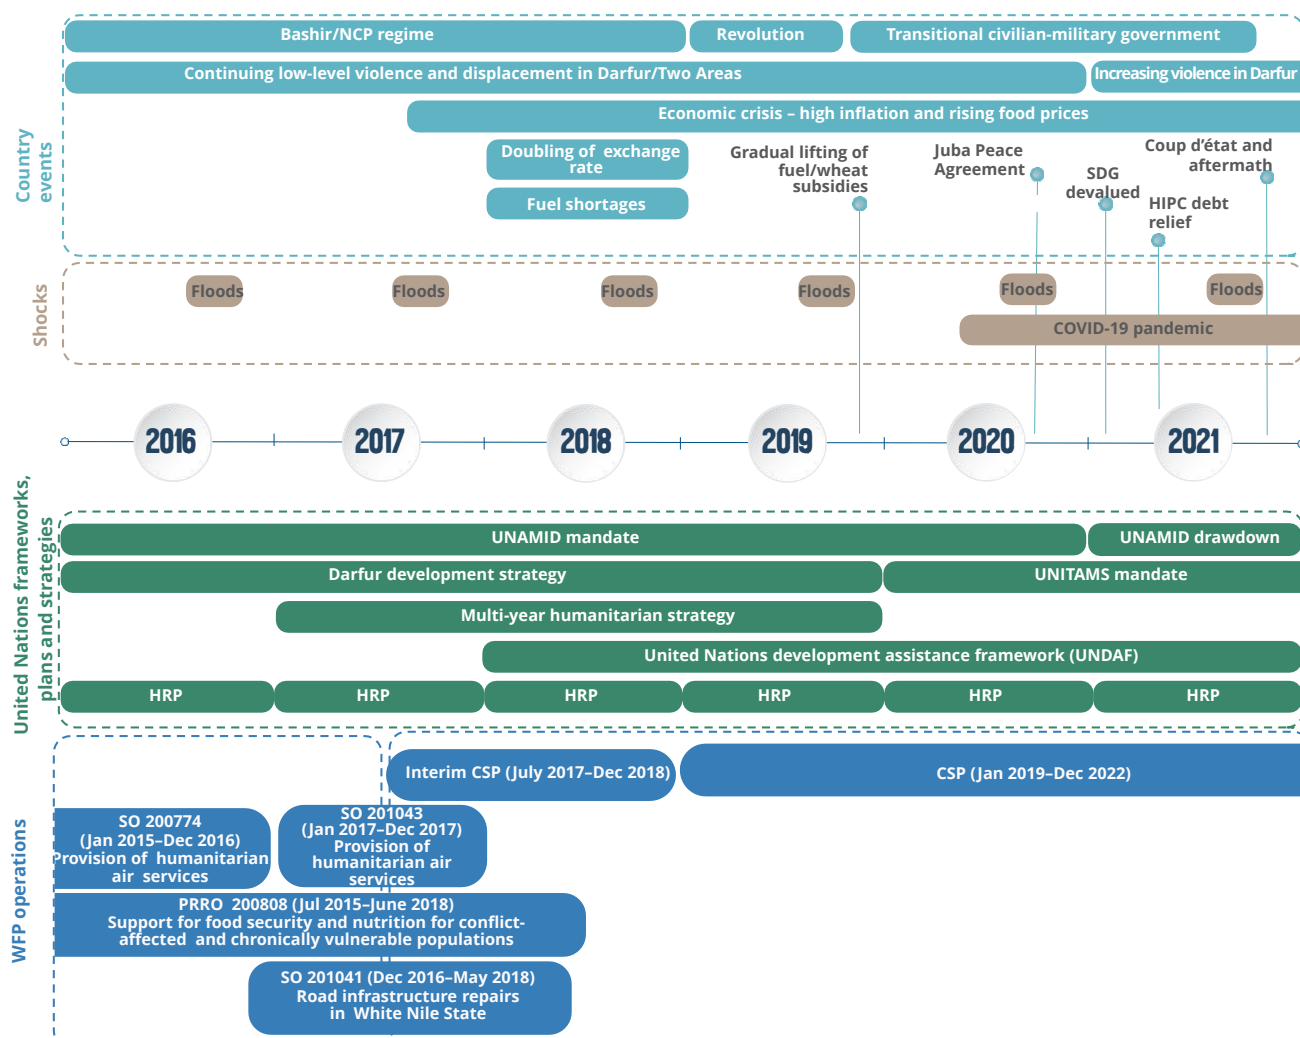 Bashir/NCP regime
Revolution
Transitional civilian-military government
Continuing low-level violence and displacement in Darfur/Two Areas
Increasing violence in Darfur
Economic crisis – high inflation and rising food prices
Country
events
Doubling of exchange
rate
Fuel shortages
Gradual lifting of
fuel/wheat
subsidies
Juba Peace
Agreement
SDG
devalued
HIPC debt
relief
Coup d’état and
aftermath
Shocks
Floods
Floods
Floods
Floods
Floods
Floods
COVID-19 pandemic
2016
2017
2018
2019
2020
2021
United Nations frameworks,
plans and strategies
UNAMID mandate
UNAMID drawdown
Darfur development strategy
UNITAMS mandate
Multi-year humanitarian strategy
United Nations development assistance framework (UNDAF)
HRP
HRP
HRP
HRP
HRP
HRP
WFP operations
Interim CSP (July 2017–Dec 2018)
CSP (Jan 2019–Dec 2022)
SO 200774
(Jan 2015–Dec 2016)
Provision of humanitarian
air services
SO 201043
(Jan 2017–Dec 2017)
Provision of
humanitarian air
services
PRRO 200808 (Jul 2015–June 2018)
Support for food security and nutrition for conflict-
affected and chronically vulnerable populations
SO 201041 (Dec 2016–May 2018)
Road infrastructure repairs
in White Nile State